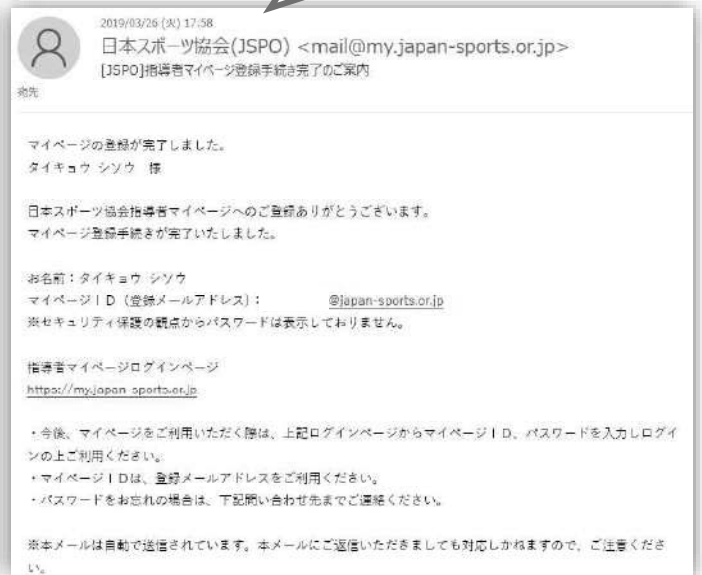 2019/03/26 (火) 17:58
日本スポーツ協会(JSPO) <mail@my.japan-sports.or.jp>
[JSPO]指導者マイページ登録手続き完了のご案内
宛先
マイページの登録が完了しました。
タイキョウ シソウ 様
日本スポーツ協会指導者マイページへのご登録ありがとうございます。
マイページ登録手続きが完了いたしました。
お名前：タイキョウ シソウ
マイページＩＤ（登録メールアドレス）： @japan-sports.or.jp
※セキュリティ保護の観点からパスワードは表示しておりません。
指導者マイページログインページ
https://my.japan-sports.or.jp
・今後、マイページをご利用いただく際は、上記ログインページからマイページＩＤ、パスワードを入力しログイ
ンの上ご利用ください。
・マイページＩＤは、登録メールアドレスをご利用ください。
・パスワードをお忘れの場合は、下記問い合わせ先までご連絡ください。
※本メールは自動で送信されています。本メールにご返信いただきましても対応しかねますので、ご注意くださ
い。